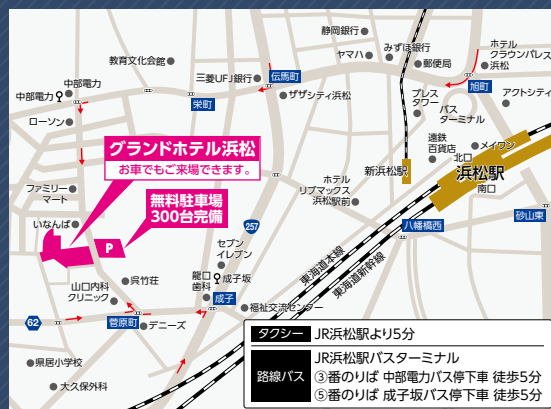 静岡銀行
ヤマハ
みずほ銀行
郵便局
ホテル
クラウンパレス
浜松
教育文化会館
三菱UFJ銀行
伝馬町
旭町
中部電力
中部電力
栄町
ザザシティ浜松
プレス
タワー
バス
ターミナル
アクトシティ
ローソン
遠鉄
百貨店
メイワン
北口
浜松駅
南口
新浜松駅
グランドホテル浜松
お車でもご来場できます。
ファミリー
マート
無料駐車場
300台完備
ホテル
リブマックス
浜松駅前
砂山東
八幡橋西
いなんば
P
257
セブン
イレブン
東海道本線
東海道新幹線
呉竹荘
龍口
歯科
成子坂
山口内科
クリニック
成子
福祉交流センター
62
菅原町
デニーズ
県居小学校
大久保外科
タクシー JR浜松駅より5分
路線バス
JR浜松駅バスターミナル
③番のりば 中部電力バス停下車 徒歩5分
⑤番のりば 成子坂バス停下車 徒歩5分